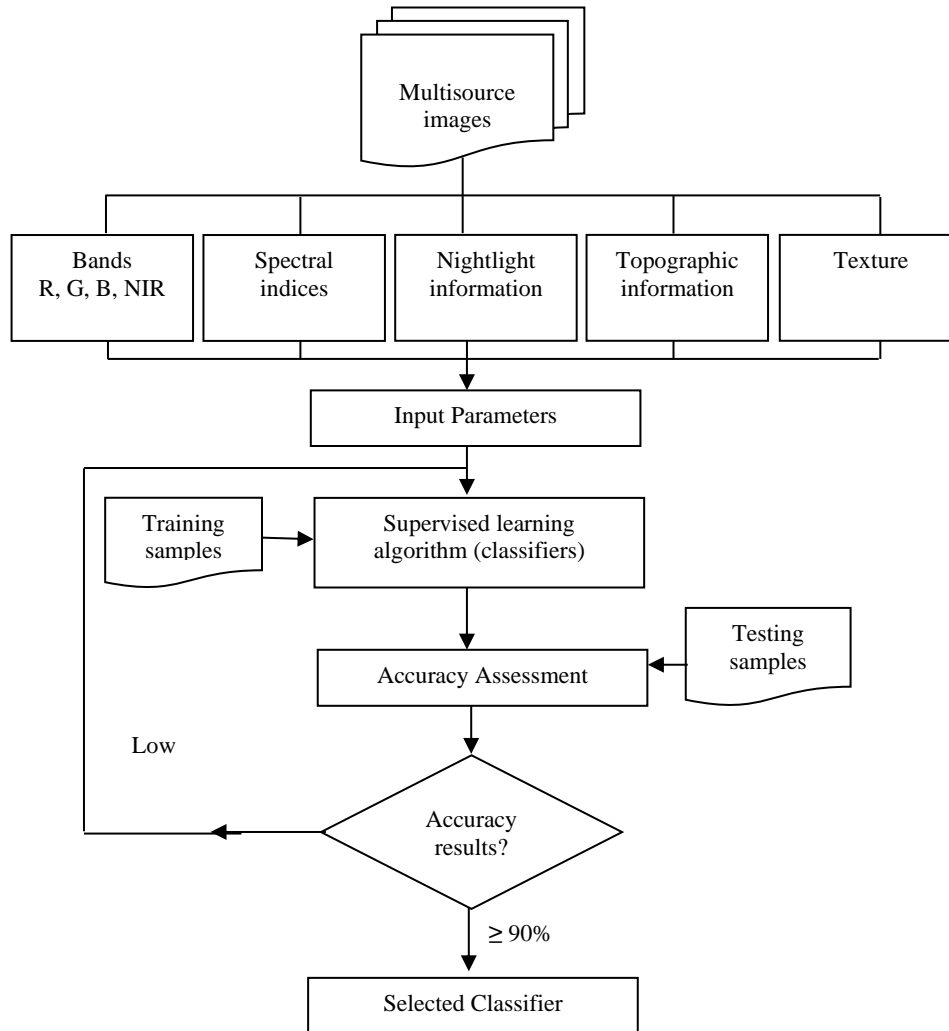 Multisource
images
Bands
R, G, B, NIR
Spectral
indices
Nightlight
information
Topographic
information
Texture
Input Parameters
Training
samples
Supervised learning
algorithm (classifiers)
Testing
samples
Accuracy Assessment
Low
Accuracy
results?
≥ 90%
Selected Classifier